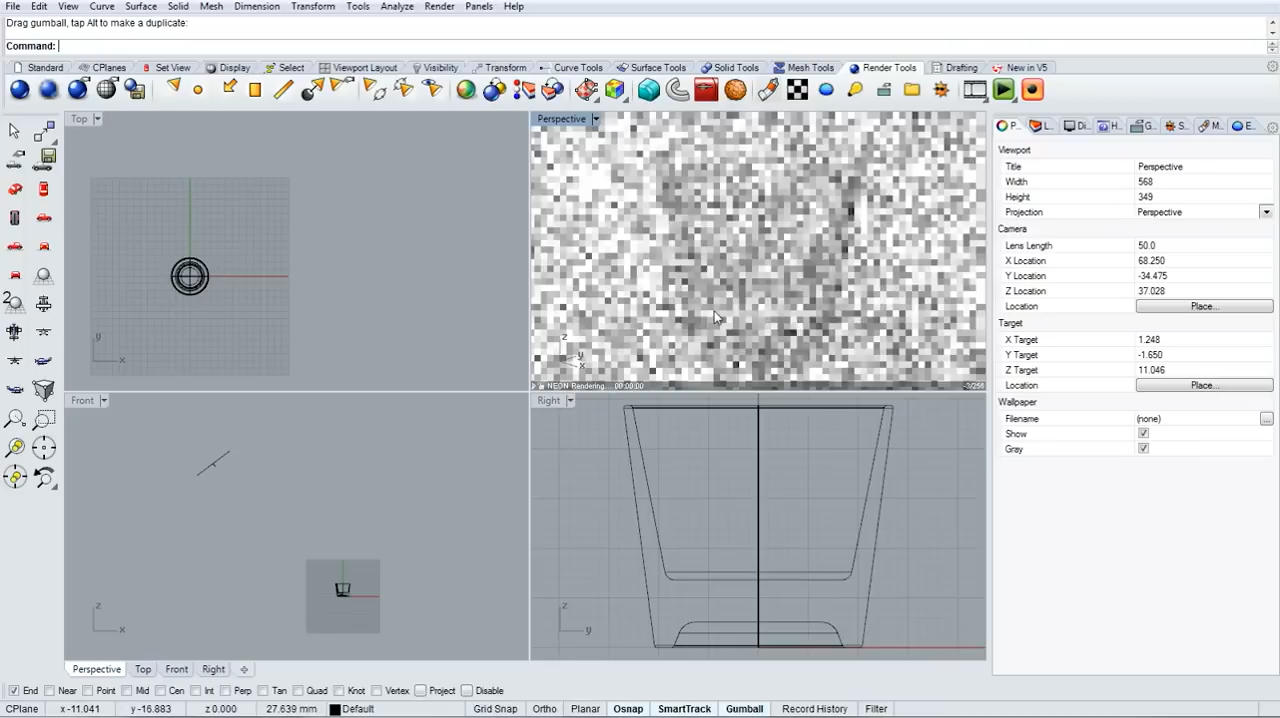 File Edit View Curve Surface Solid Mesh Dimension Transform Tools Analyze Render Panels Help
Drag gumball, tap Alt to make a duplicate:
Command:
Standard CPlanes Set View Display Select Viewport Layout Visibility Transform Curve Tools Surface Tools Solid Tools Mesh Tools Render Tools Drafting New in V5
Top
Perspective
P... L... Di... H... G... S... M... E...
Viewport
Title Perspective
Width 568
Height 349
Projection Perspective
Camera
Lens Length 50.0
X Location 68.250
Y Location -34.475
Z Location 37.028
Location Place...
Target
X Target 1.248
Y Target -1.650
Z Target 11.046
Location Place...
Wallpaper
Filename (none) ...
Show
Gray
2
y
x
z
y
x
NEON Rendering... 00:00:00
Front
Right
z
x
z
y
Perspective Top Front Right
End Near Point Mid Cen Int Perp Tan Quad Knot Vertex Project Disable
CPlane x -11.041 y -16.883 z 0.000 27.639 mm Default Grid Snap Ortho Planar Osnap SmartTrack Gumball Record History Filter